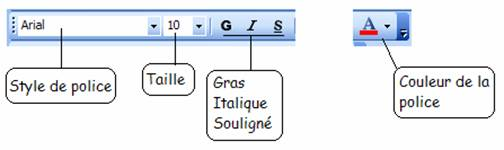 Arial 10 G I S A
Style de police
Taille
Gras
Italique
Souligné
Couleur de la
police